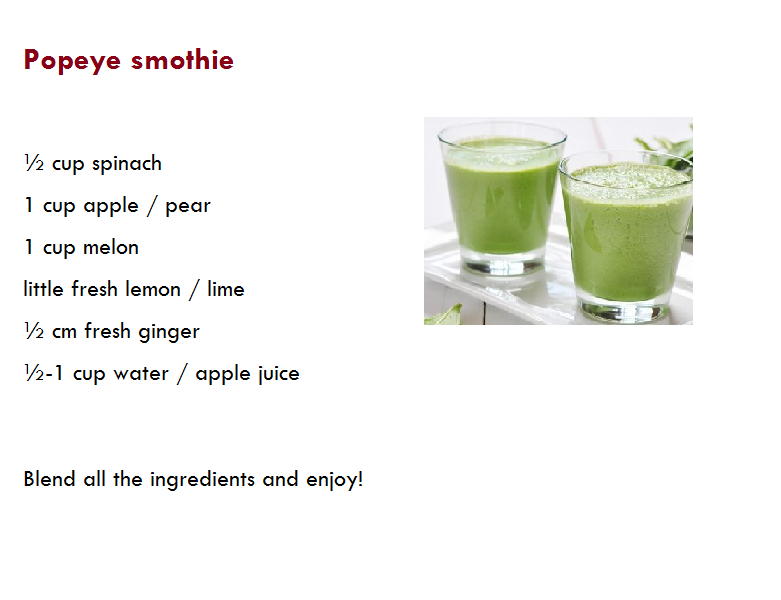 Popeye smothie
½ cup spinach
1 cup apple / pear
1 cup melon
little fresh lemon / lime
½ cm fresh ginger
½-1 cup water / apple juice
Blend all the ingredients and enjoy!